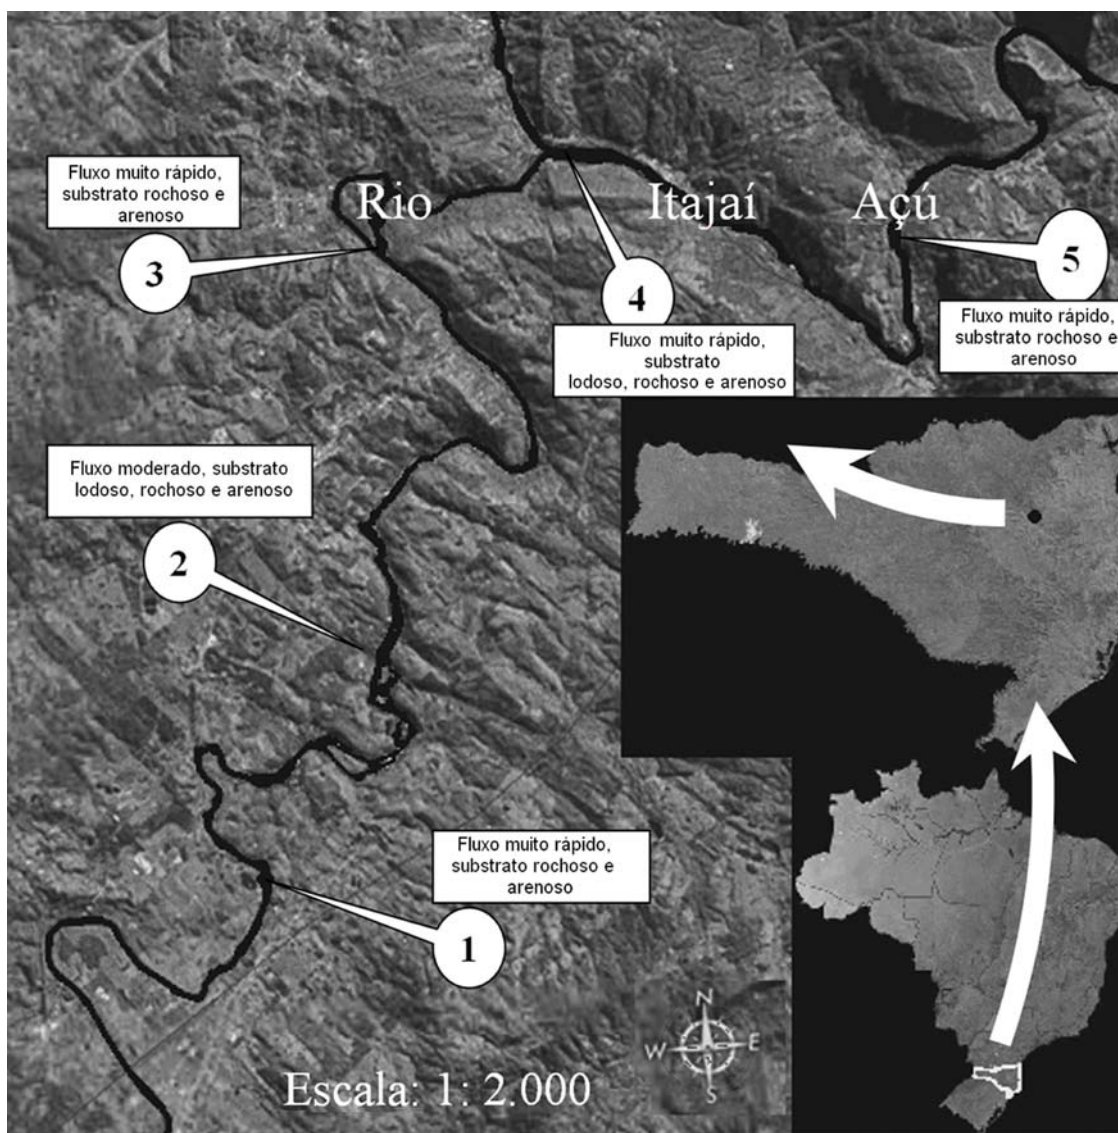 Fluxo muito rápido,
substrato rochoso e
arenoso
3
Rio Itajaí Açú
4
Fluxo muito rápido,
substrato
lodoso, rochoso e arenoso
5
Fluxo muito rápido,
substrato rochoso e
arenoso
Fluxo moderado, substrato
lodoso, rochoso e arenoso
2
Fluxo muito rápido,
substrato rochoso e
arenoso
1
N
W E
S
Escala: 1: 2.000